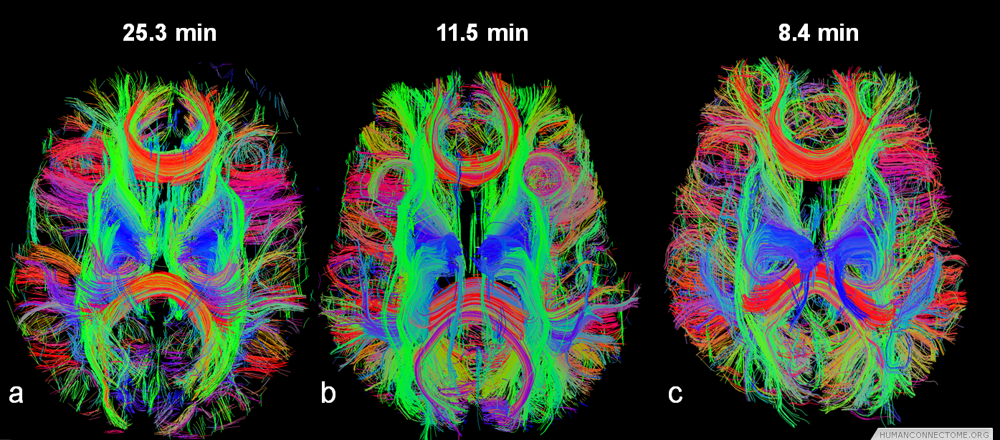 25.3 min
11.5 min
8.4 min
a
b
c
HUMANCONNECTOME.ORG